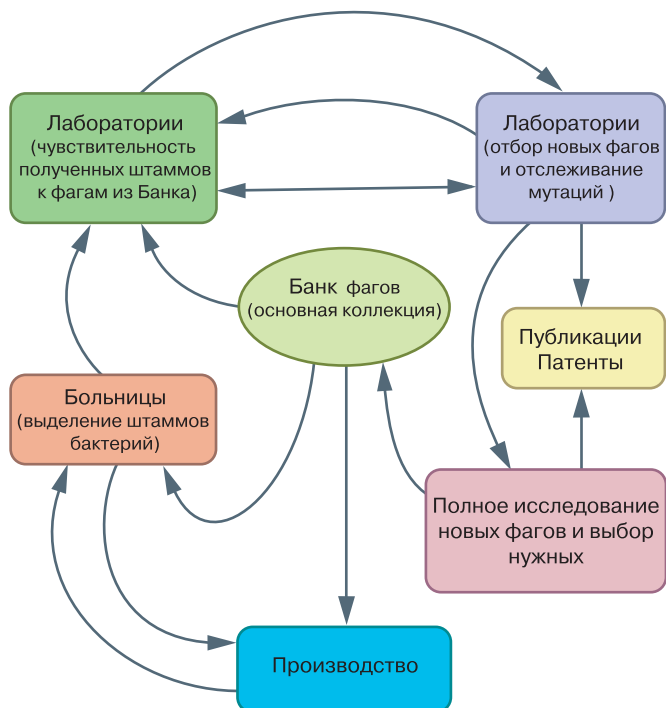 Лаборатории
(чувствительность
полученных штаммов
к фагам из Банка)
Лаборатории
(отбор новых фагов
и отслеживание
мутаций )
Банк фагов
(основная коллекция)
Публикации
Патенты
Больницы
(выделение штаммов
бактерий)
Полное исследование
новых фагов и выбор
нужных
Производство